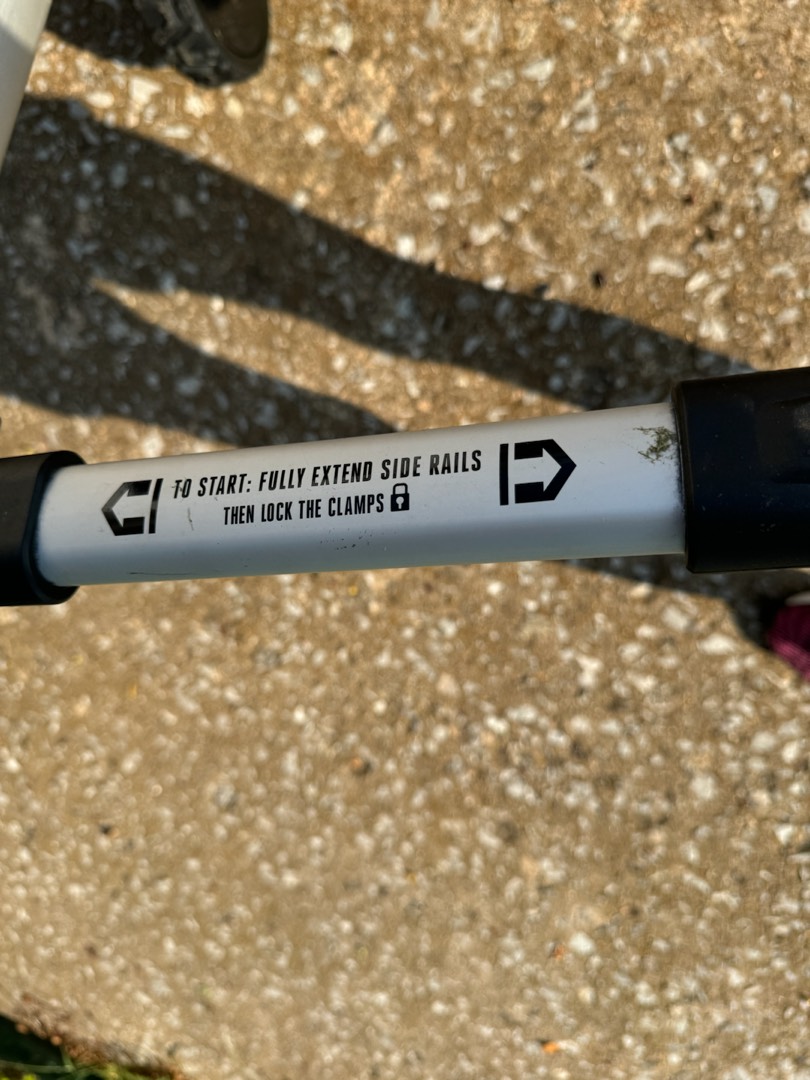 TO START: FULLY EXTEND SIDE RAILS
THEN LOCK THE CLAMPS